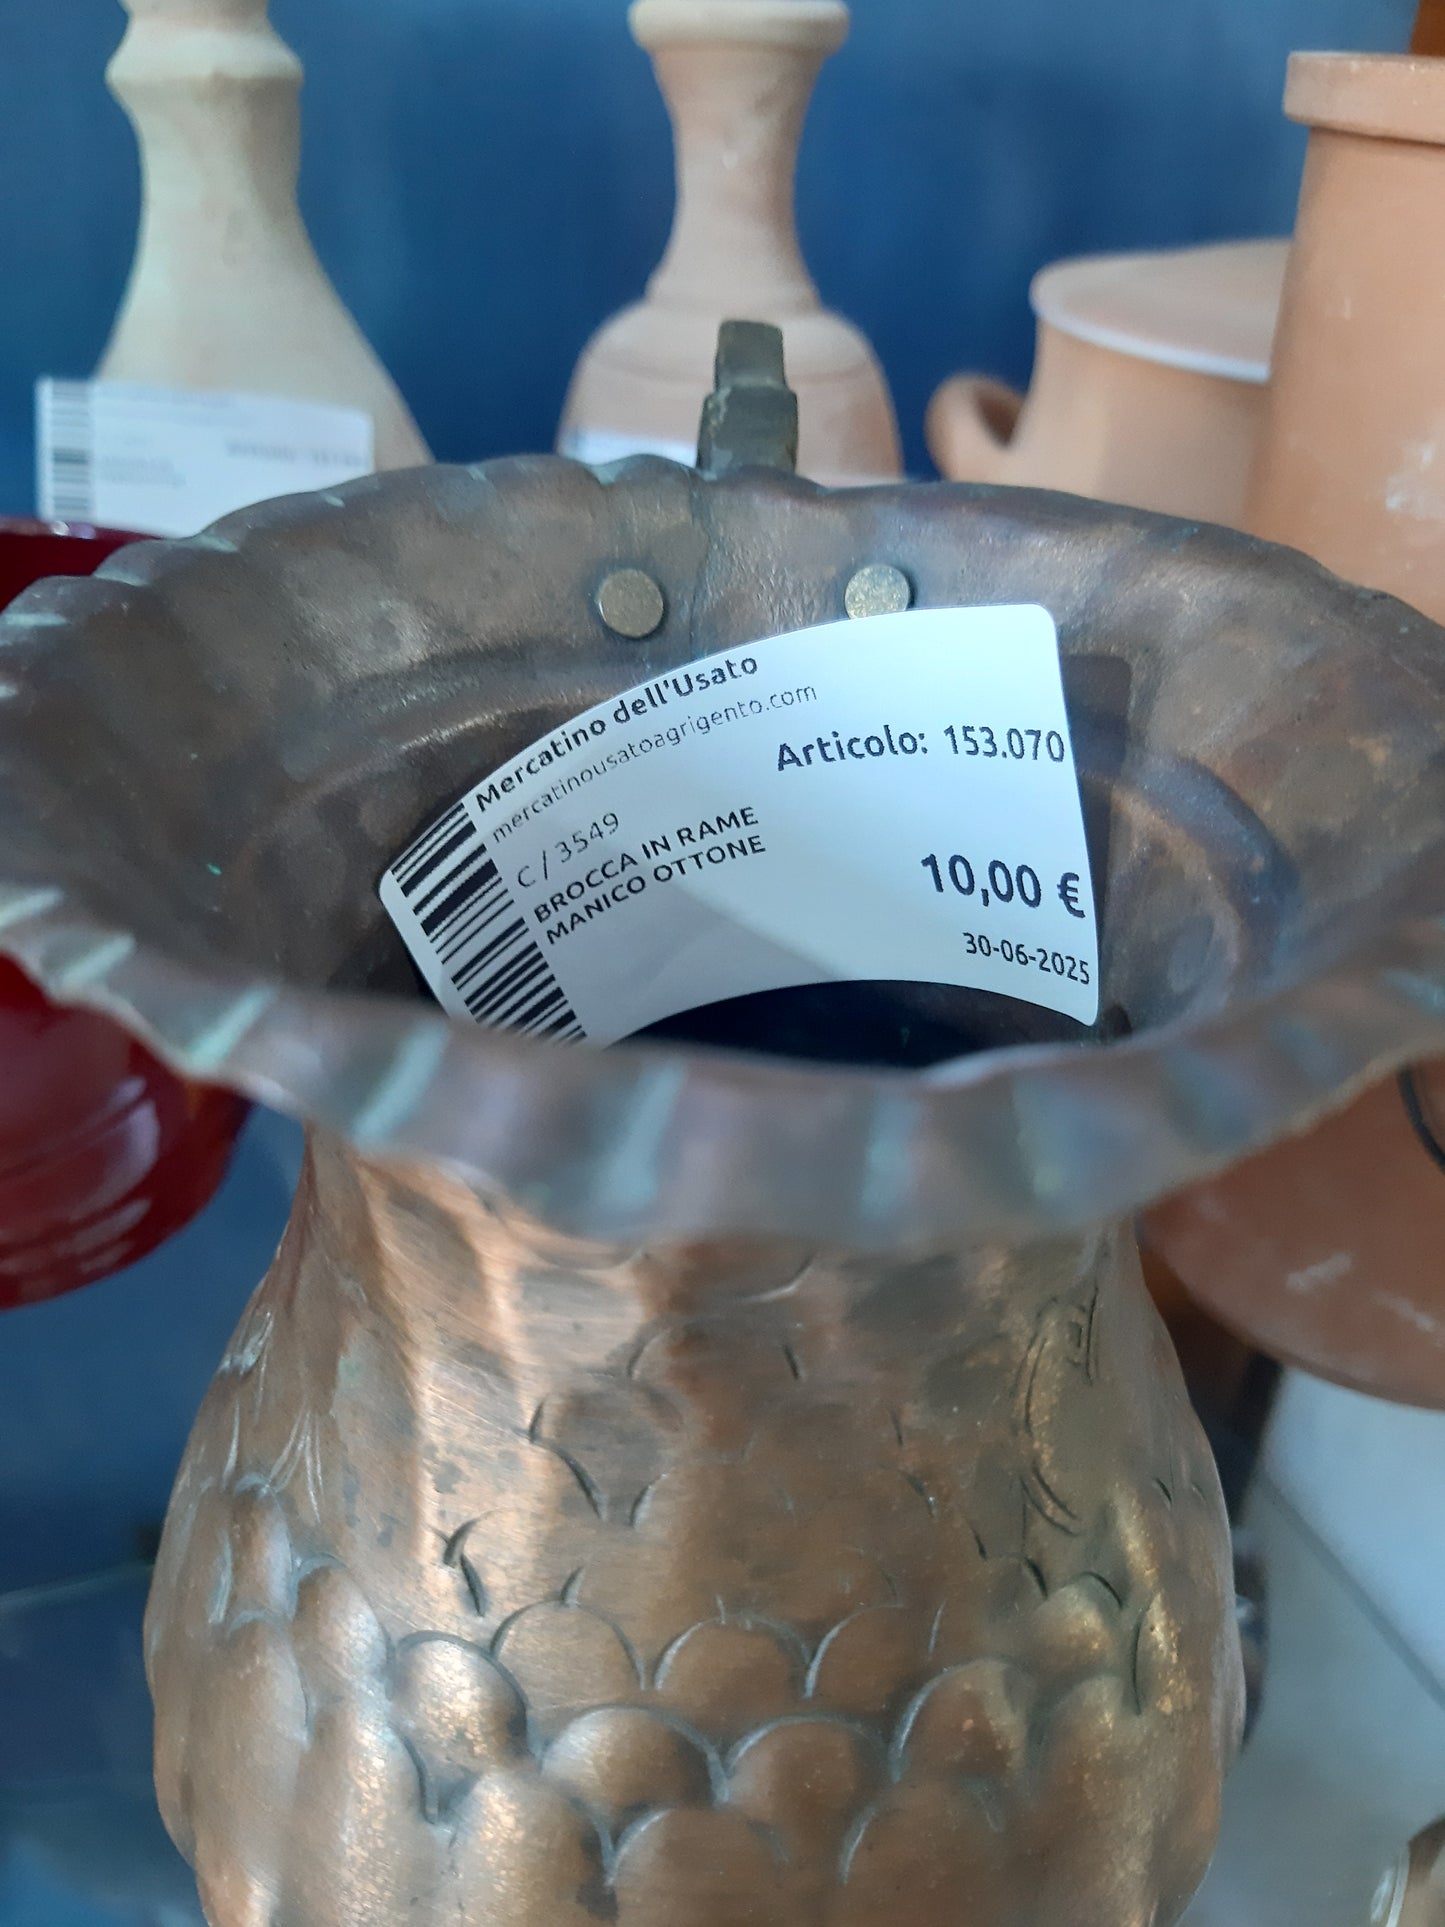 Mercatino dell'Usato
mercatinousatoagrigento.com
Articolo: 153.070
C / 3549
BROCCA IN RAME
MANICO OTTONE
10,00 €
30-06-2025